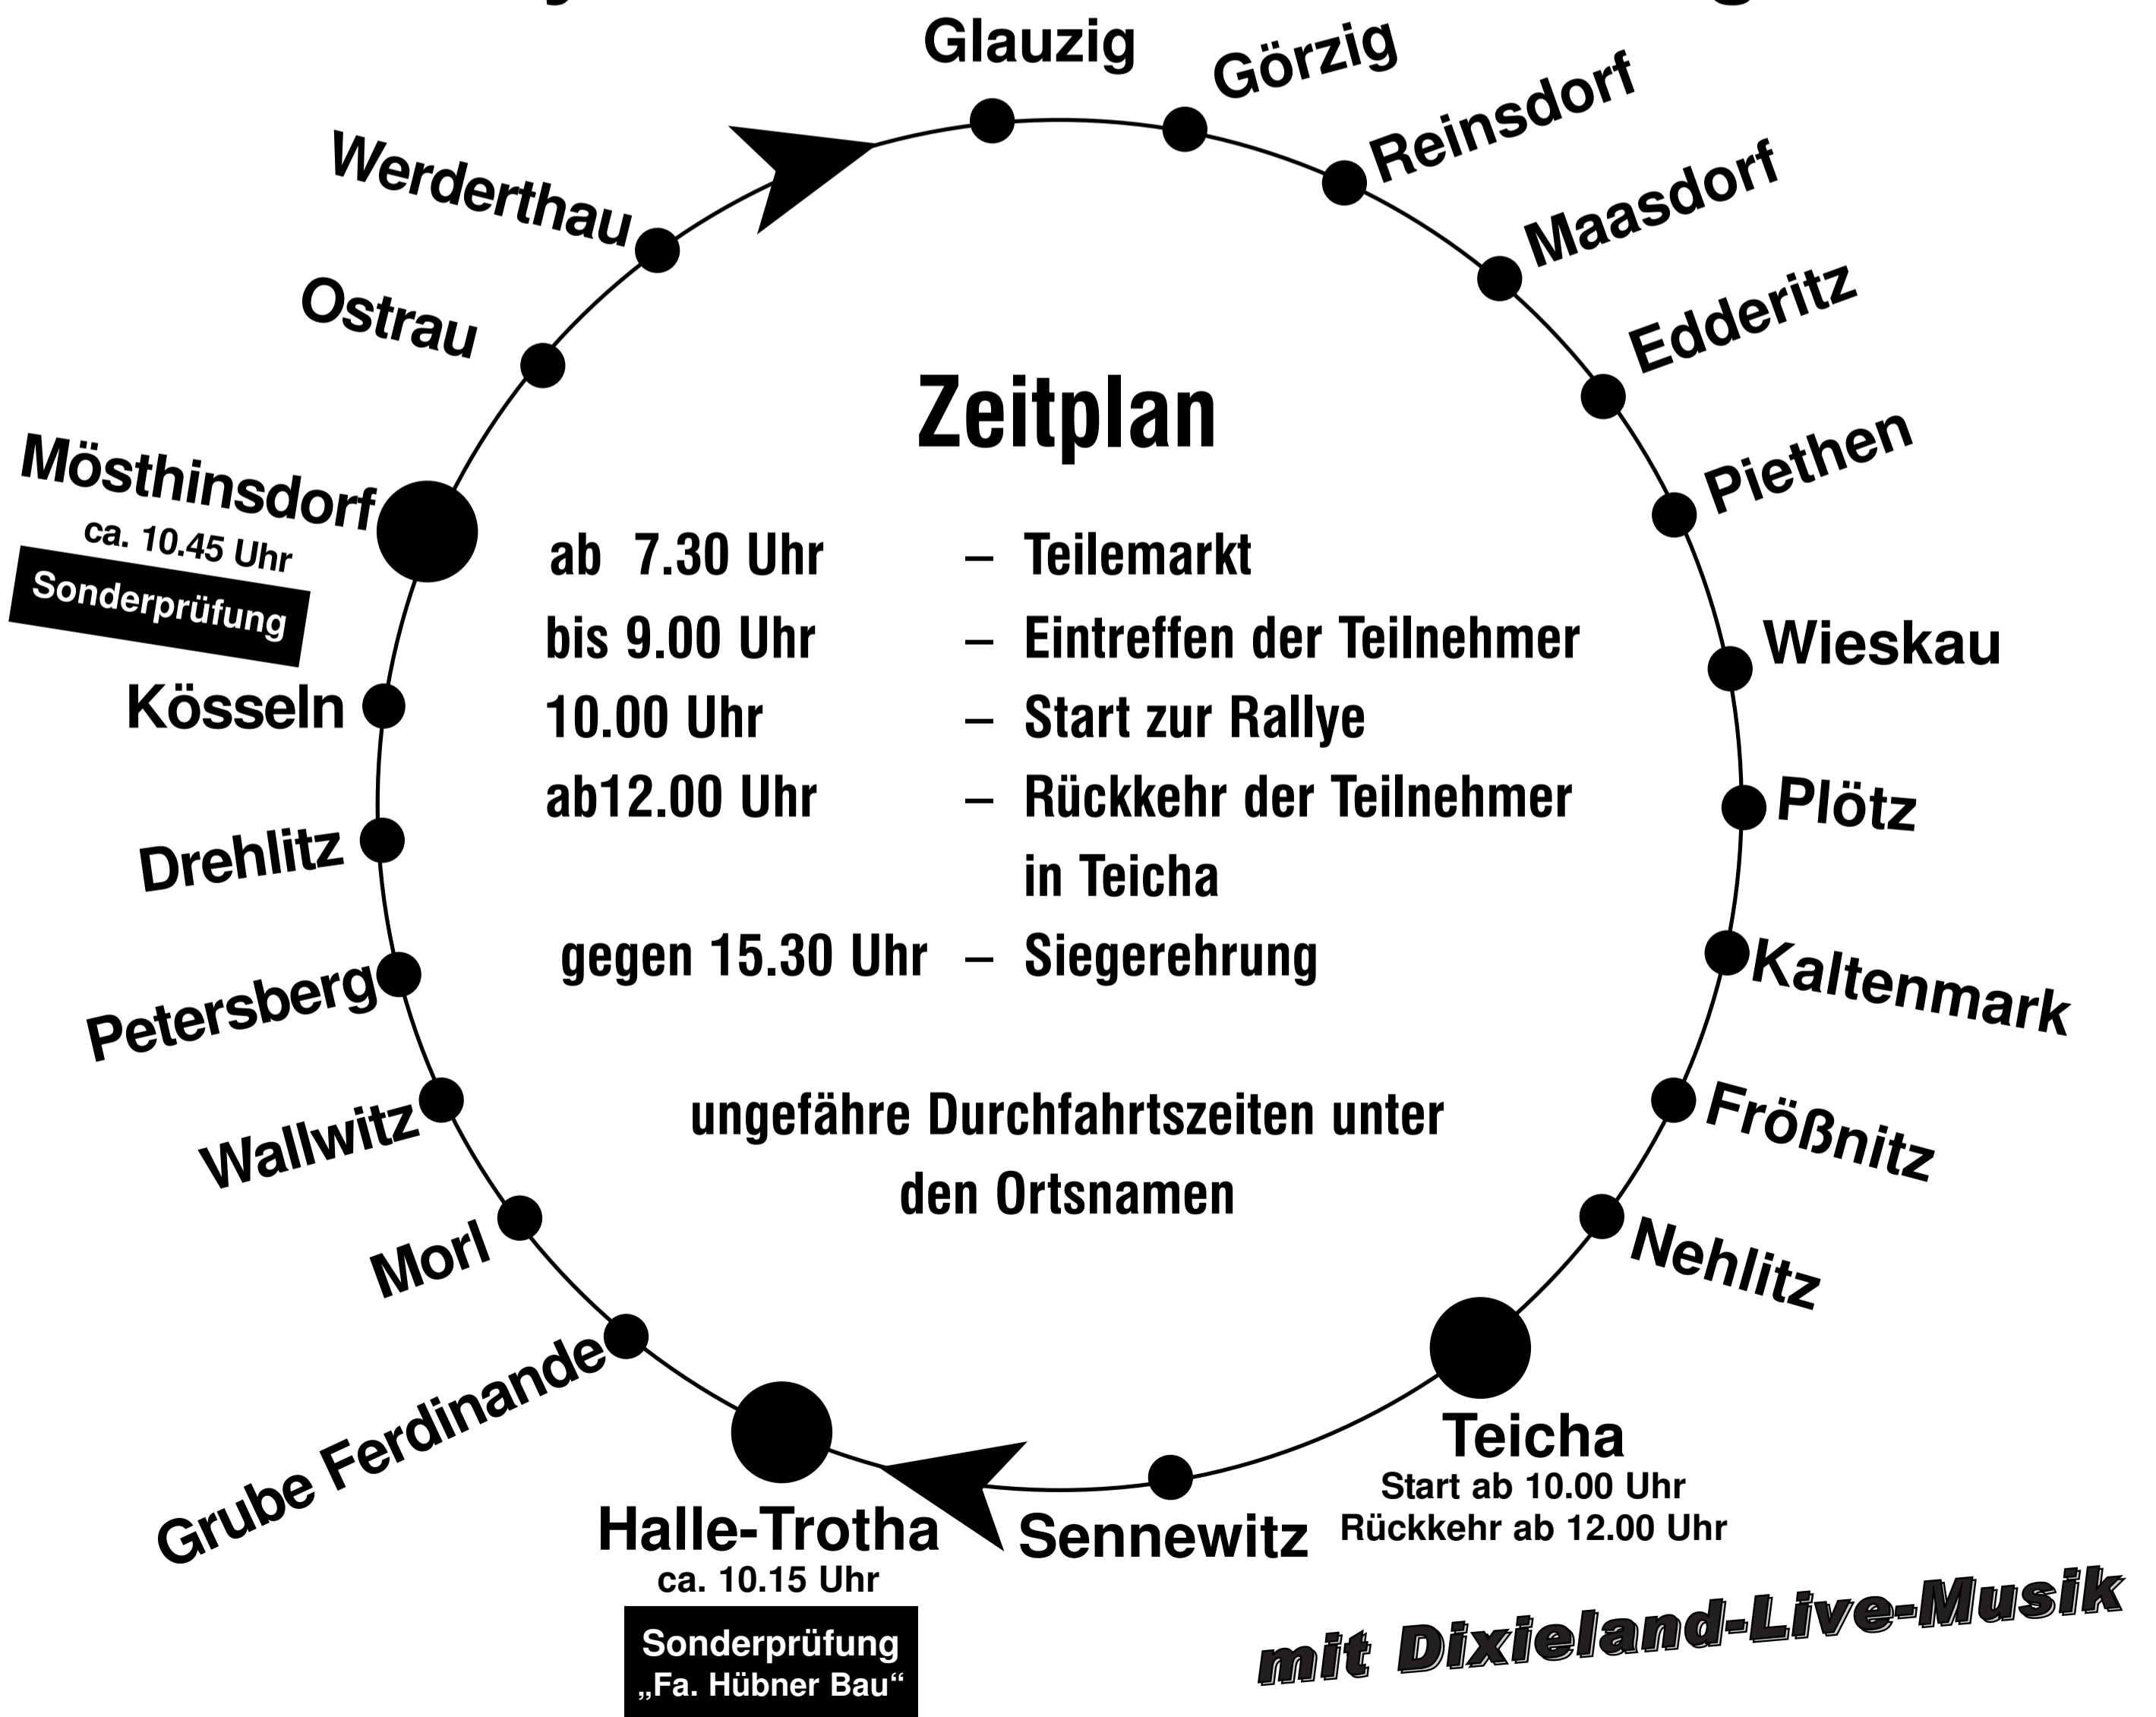 Glauzig
Görzig
Reinsdorf
Maasdorf
Edderitz
Piethen
Wieskau
Plötz
Kaltenmark
Frößnitz
Nehlitz
Teicha
Start ab 10.00 Uhr
Rückkehr ab 12.00 Uhr
Sennewitz
Halle-Trotha
ca. 10.15 Uhr
Sonderprüfung
„Fa. Hübner Bau“
Grube Ferdinande
Morl
Wallwitz
Petersberg
Drehlitz
Kösseln
Mösthinsdorf
ca. 10.45 Uhr
Sonderprüfung
Ostrau
Werderthau
Zeitplan
ab 7.30 Uhr – Teilemarkt
bis 9.00 Uhr – Eintreffen der Teilnehmer
10.00 Uhr – Start zur Rallye
ab12.00 Uhr – Rückkehr der Teilnehmer
in Teicha
gegen 15.30 Uhr – Siegerehrung
ungefähre Durchfahrtszeiten unter
den Ortsnamen
mit Dixieland-Live-Musik